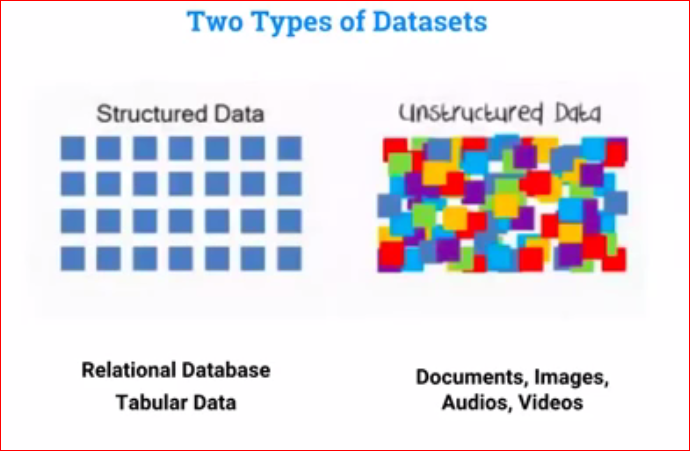 Two Types of Datasets
Structured Data
Unstructured Data
Relational Database
Tabular Data
Documents, Images,
Audios, Videos